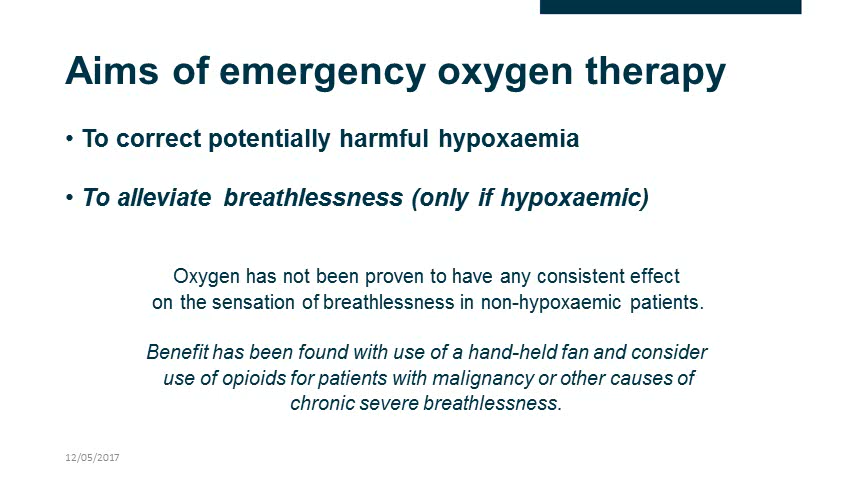 Aims of emergency oxygen therapy
• To correct potentially harmful hypoxaemia
• To alleviate breathlessness (only if hypoxaemic)
Oxygen has not been proven to have any consistent effect
on the sensation of breathlessness in non-hypoxaemic patients.
Benefit has been found with use of a hand-held fan and consider
use of opioids for patients with malignancy or other causes of
chronic severe breathlessness.
12/05/2017